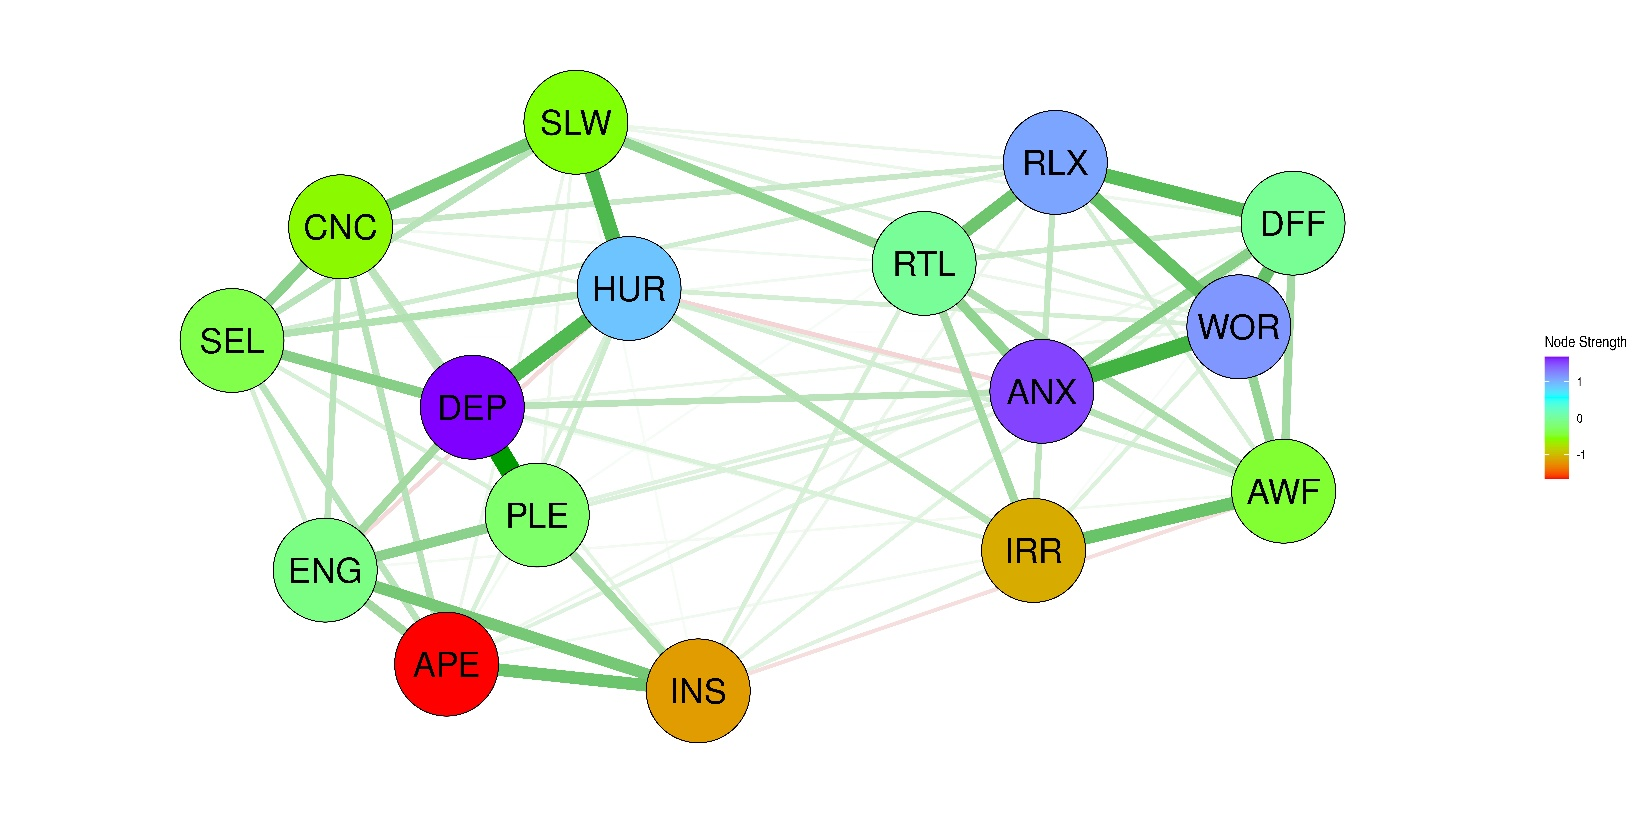 SLW
RLX
CNC
DFF
RTL
HUR
WOR
SEL
Node Strength
1
0
-1
ANX
DEP
AWF
PLE
IRR
ENG
APE
INS